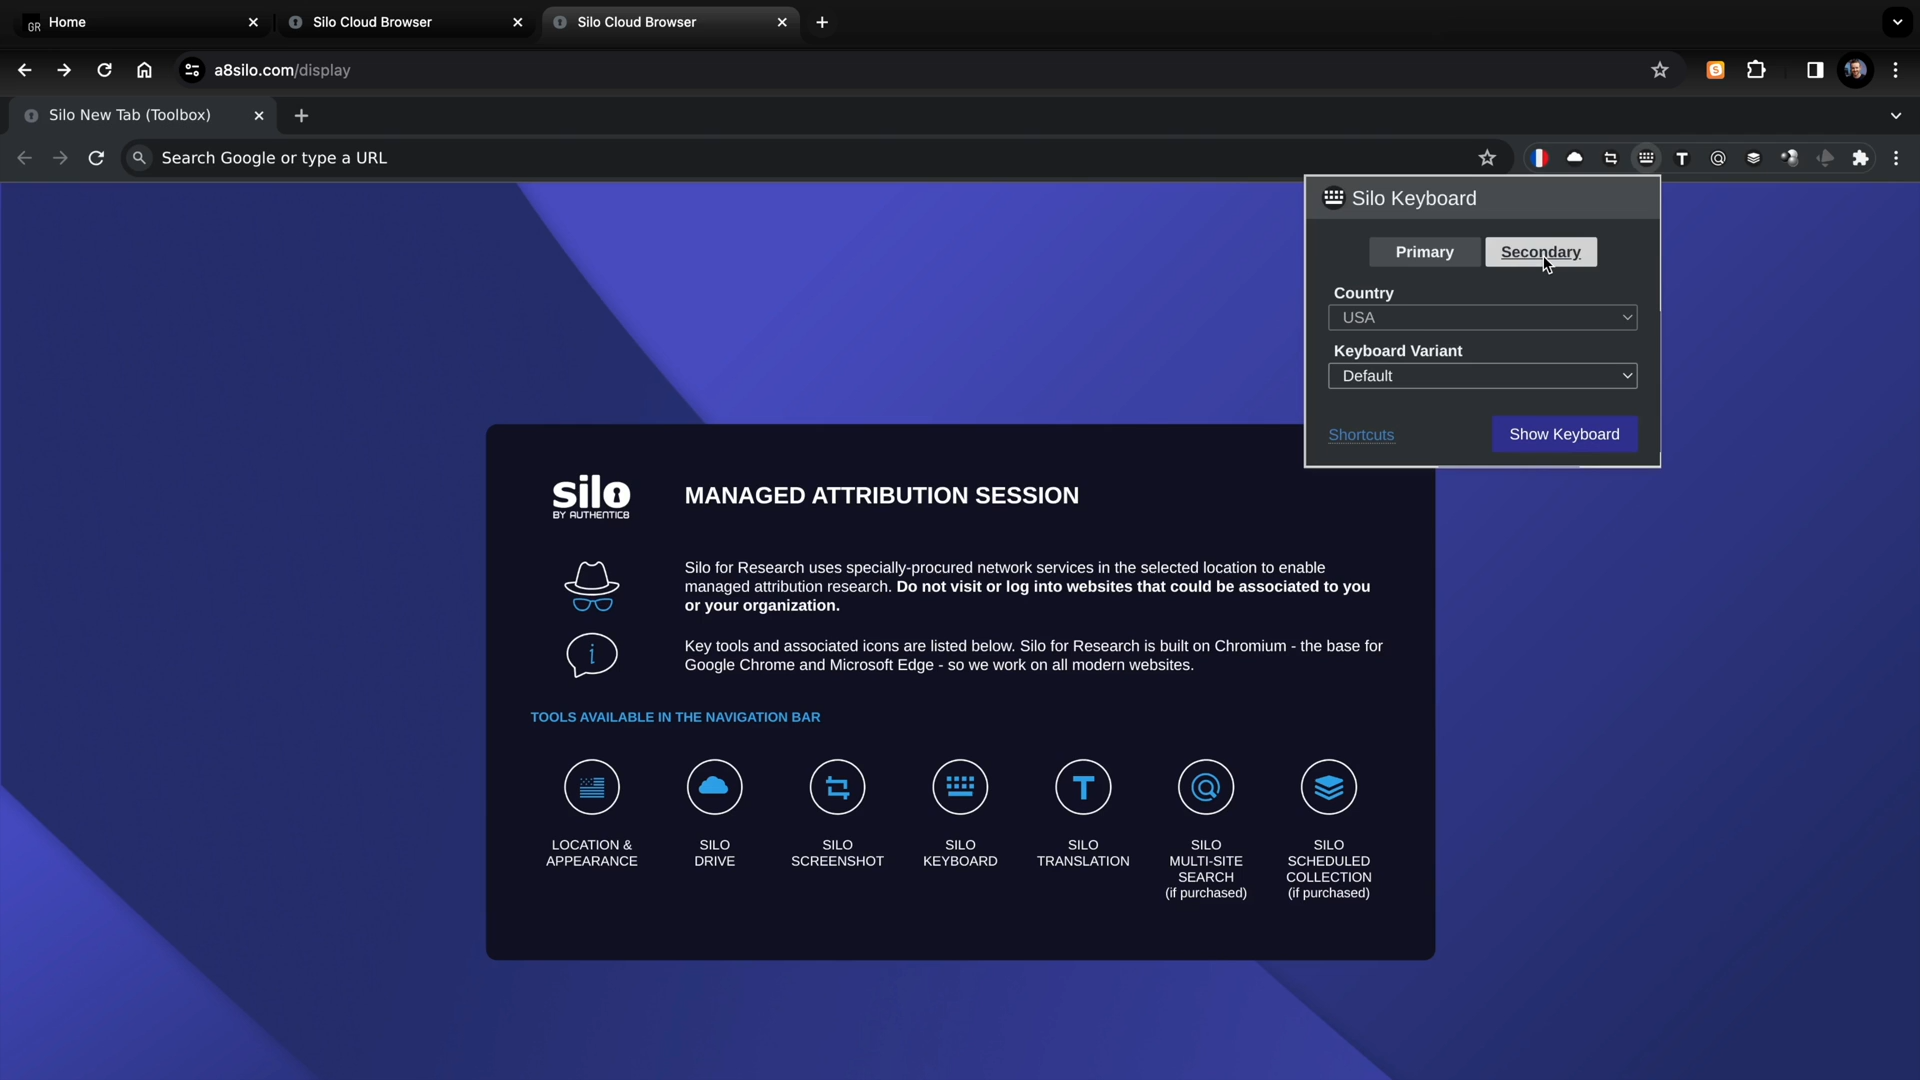 GR Home
Silo Cloud Browser
Silo Cloud Browser
a8silo.com/display
Silo New Tab (Toolbox)
Search Google or type a URL
Silo Keyboard
Primary
Secondary
Country
USA
Keyboard Variant
Default
Shortcuts
Show Keyboard
silo
BY AUTHENTIC8
MANAGED ATTRIBUTION SESSION
Silo for Research uses specially-procured network services in the selected location to enable
managed attribution research. Do not visit or log into websites that could be associated to you
or your organization.
i
Key tools and associated icons are listed below. Silo for Research is built on Chromium - the base for
Google Chrome and Microsoft Edge - so we work on all modern websites.
TOOLS AVAILABLE IN THE NAVIGATION BAR
T
LOCATION &
APPEARANCE
SILO
DRIVE
SILO
SCREENSHOT
SILO
KEYBOARD
SILO
TRANSLATION
SILO
MULTI-SITE
SEARCH
(if purchased)
SILO
SCHEDULED
COLLECTION
(if purchased)